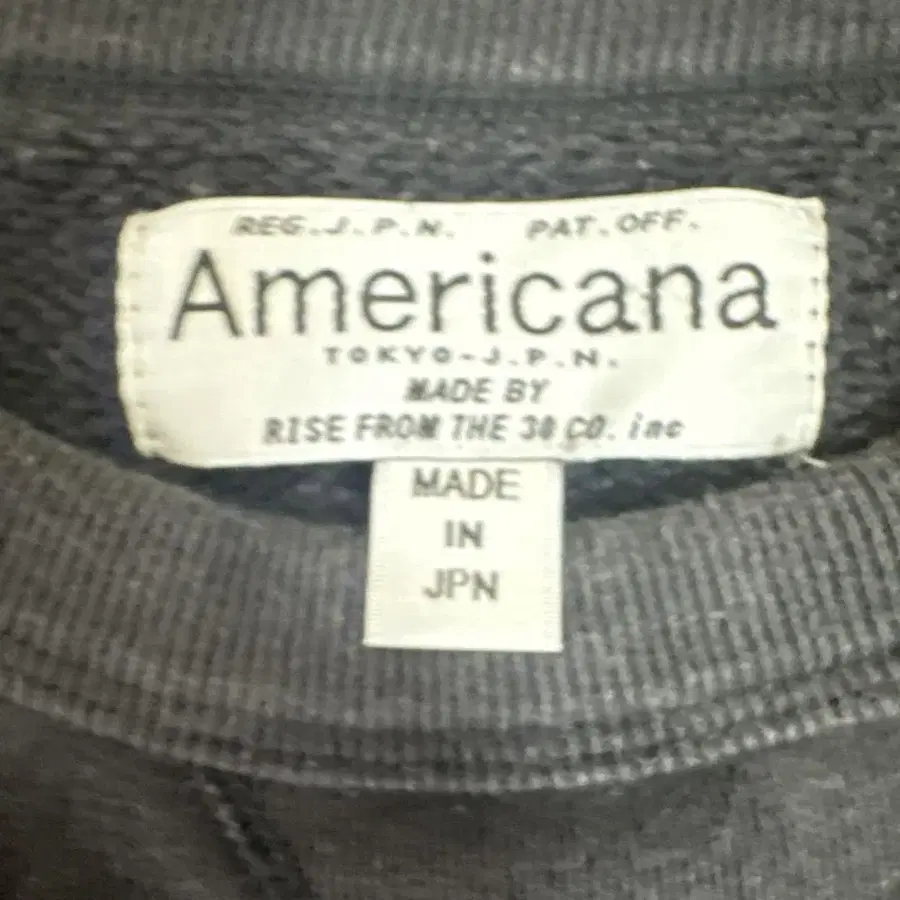 REG.J.P.N. PAT.OFF.
Americana
TOKYO-J.P.N.
MADE BY
RISE FROM THE 30 CO. inc
MADE
IN
JPN